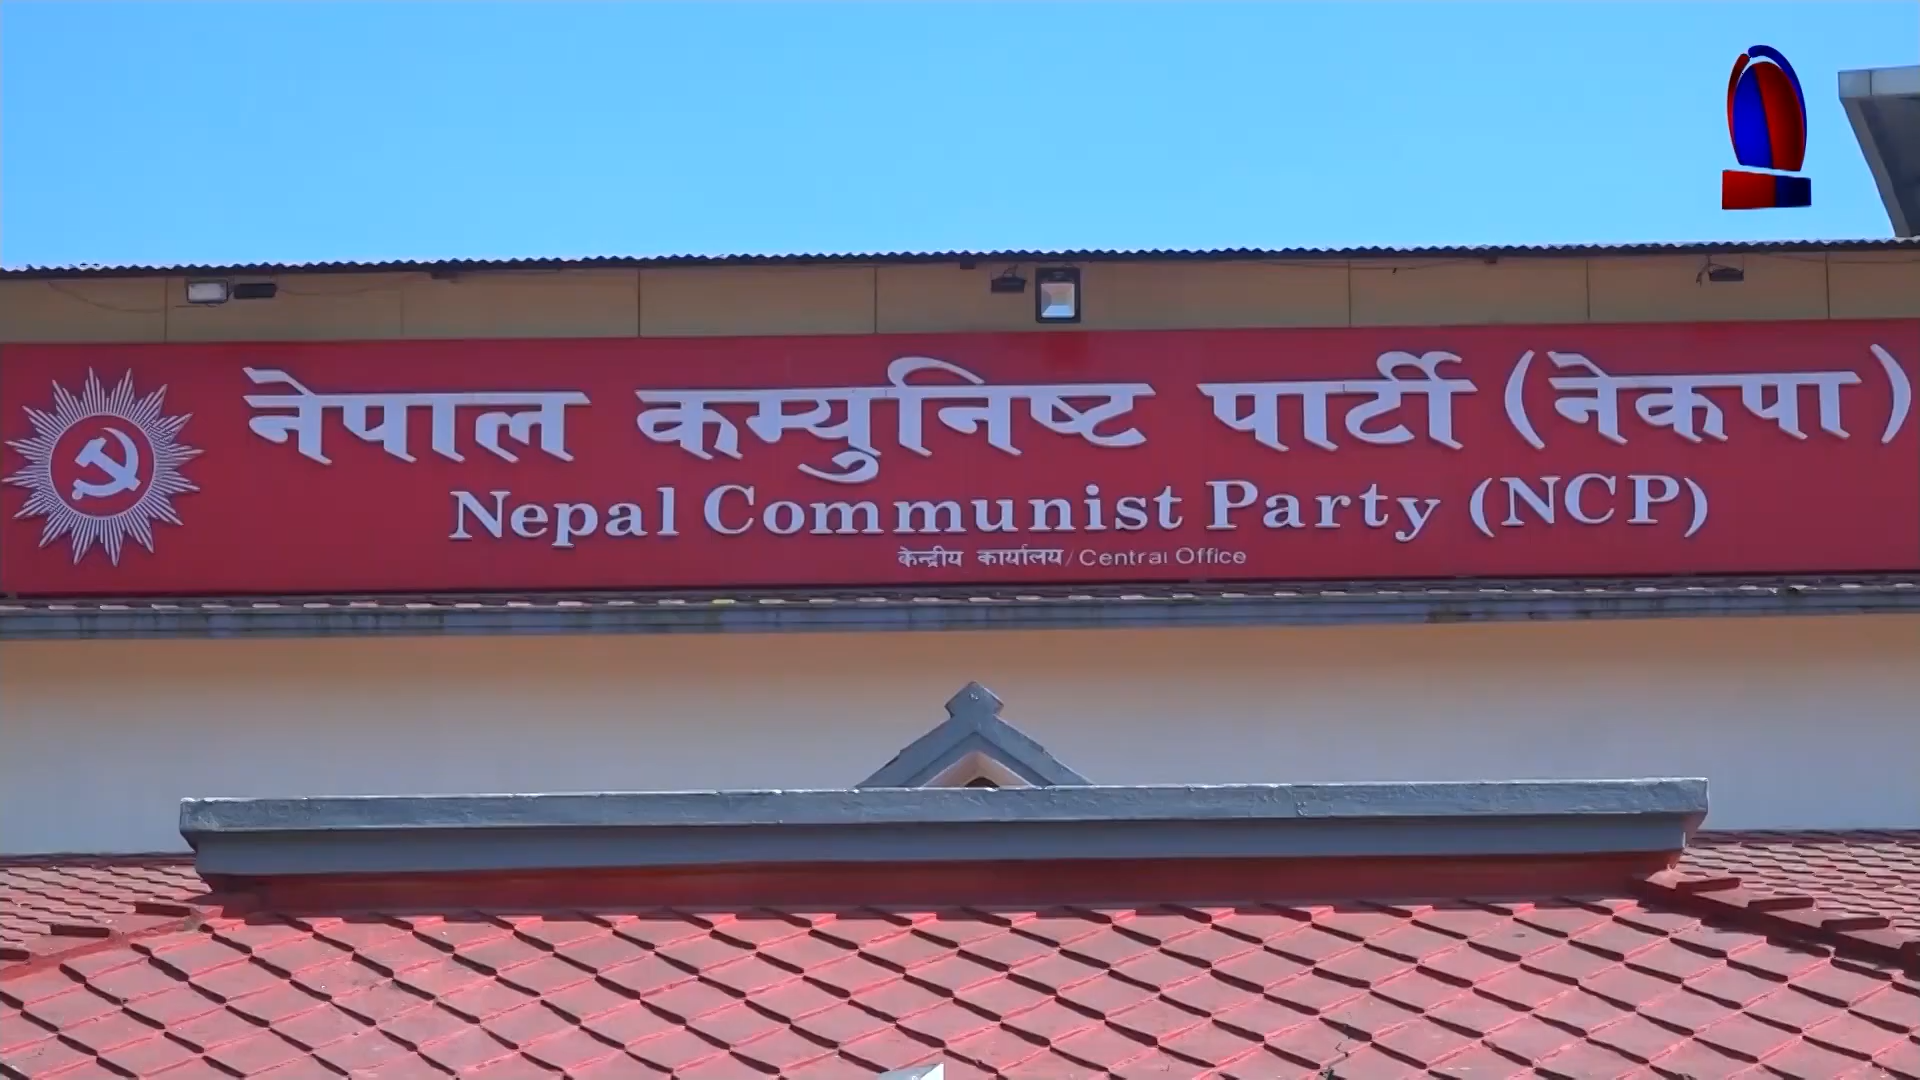 नेपाल कम्युनिष्ट पार्टी (नेकपा)
Nepal Communist Party (NCP)
केन्द्रीय कार्यालय/Central Office